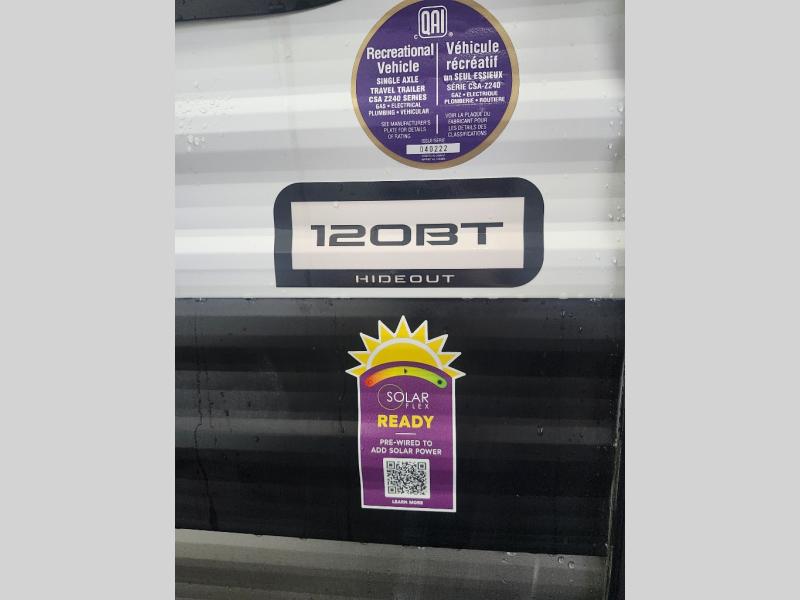 QAI
C ®
Recreational
Vehicle
SINGLE AXLE
TRAVEL TRAILER
CSA Z240 SERIES
GAS • ELECTRICAL
PLUMBING • VEHICULAR
SEE MANUFACTURER'S
PLATE FOR DETAILS
OF RATING
Véhicule
récréatif
un SEUL ESSIEUX
SÉRIE CSA-Z240
GAZ • ÉLECTRIQUE
PLOMBERIE • ROUTIERE
VOIR LA PLAQUE DU
FABRICANT POUR
LES DETAILS DES
CLASSIFICATIONS
040222
120BT
HIDEOUT
SOLAR
FLEX
READY
PRE-WIRED TO
ADD SOLAR POWER
LEARN MORE